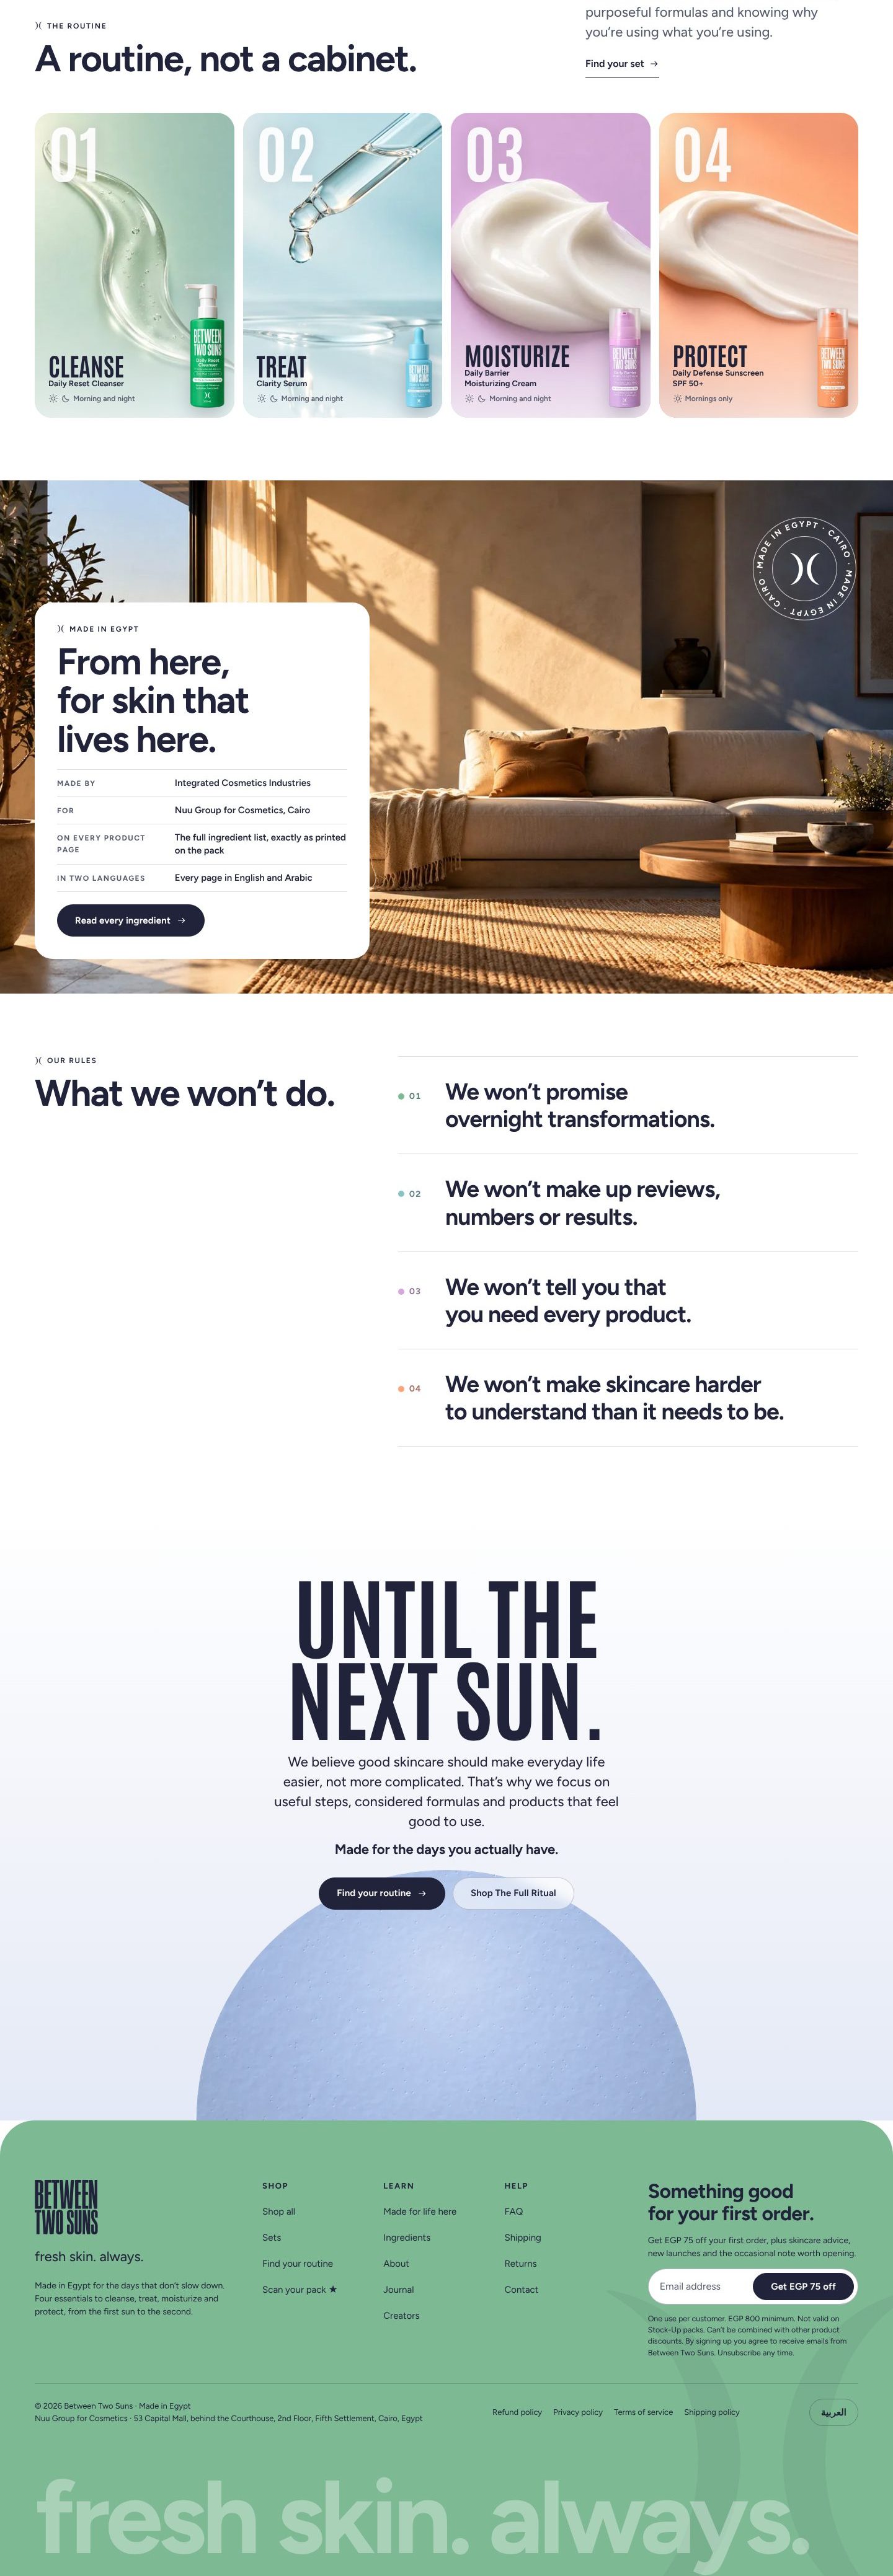 THE ROUTINE
A routine, not a cabinet.
purposeful formulas and knowing why
you're using what you're using.
Find your set →
01
CLEANSE
Daily Reset Cleanser
Morning and night
BETWEEN
TWO SUNS
Daily Reset
Cleanser
02
TREAT
Clarity Serum
Morning and night
BETWEEN
TWO SUNS
03
MOISTURIZE
Daily Barrier
Moisturizing Cream
Morning and night
BETWEEN
TWO SUNS
04
PROTECT
Daily Defense Sunscreen
SPF 50+
Mornings only
BETWEEN
TWO SUNS
MADE IN EGYPT · CAIRO · MADE IN EGYPT · CAIRO ·
MADE IN EGYPT
From here,
for skin that
lives here.
MADE BY Integrated Cosmetics Industries
FOR Nuu Group for Cosmetics, Cairo
ON EVERY PRODUCT PAGE The full ingredient list, exactly as printed
on the pack
IN TWO LANGUAGES Every page in English and Arabic
Read every ingredient →
OUR RULES
What we won't do.
01 We won't promise
overnight transformations.
02 We won't make up reviews,
numbers or results.
03 We won't tell you that
you need every product.
04 We won't make skincare harder
to understand than it needs to be.
UNTIL THE
NEXT SUN.
We believe good skincare should make everyday life
easier, not more complicated. That's why we focus on
useful steps, considered formulas and products that feel
good to use.
Made for the days you actually have.
Find your routine →
Shop The Full Ritual
BETWEEN
TWO SUNS
fresh skin. always.
Made in Egypt for the days that don't slow down.
Four essentials to cleanse, treat, moisturize and
protect, from the first sun to the second.
SHOP
Shop all
Sets
Find your routine
Scan your pack ★
LEARN
Made for life here
Ingredients
About
Journal
Creators
HELP
FAQ
Shipping
Returns
Contact
Something good
for your first order.
Get EGP 75 off your first order, plus skincare advice,
new launches and the occasional note worth opening.
Email address
Get EGP 75 off
One use per customer. EGP 800 minimum. Not valid on
Stock-Up packs. Can't be combined with other product
discounts. By signing up you agree to receive emails from
Between Two Suns. Unsubscribe any time.
© 2026 Between Two Suns · Made in Egypt
Nuu Group for Cosmetics · 53 Capital Mall, behind the Courthouse, 2nd Floor, Fifth Settlement, Cairo, Egypt
Refund policy Privacy policy Terms of service Shipping policy
العربية
fresh skin. always.